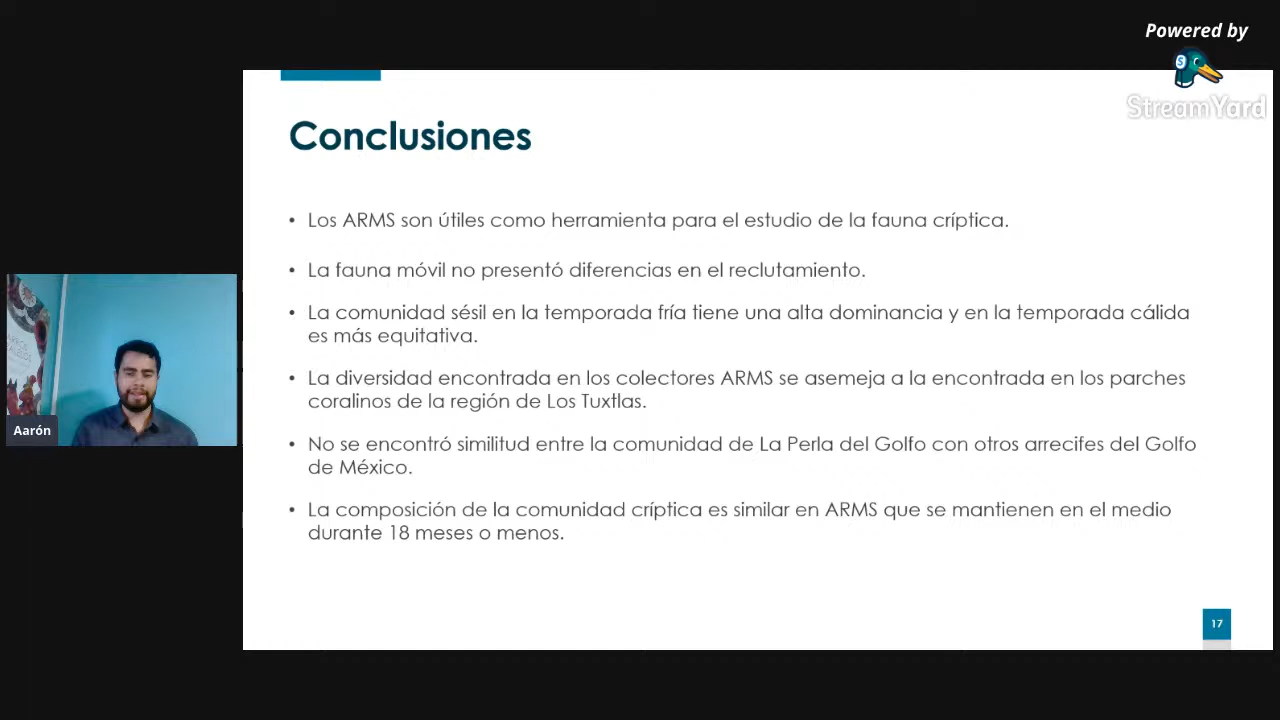 Powered by
StreamYard
Conclusiones
• Los ARMS son útiles como herramienta para el estudio de la fauna críptica.
• La fauna móvil no presentó diferencias en el reclutamiento.
• La comunidad sésil en la temporada fría tiene una alta dominancia y en la temporada cálida
es más equitativa.
• La diversidad encontrada en los colectores ARMS se asemeja a la encontrada en los parches
coralinos de la región de Los Tuxtlas.
• No se encontró similitud entre la comunidad de La Perla del Golfo con otros arrecifes del Golfo
de México.
• La composición de la comunidad críptica es similar en ARMS que se mantienen en el medio
durante 18 meses o menos.
Aarón
17